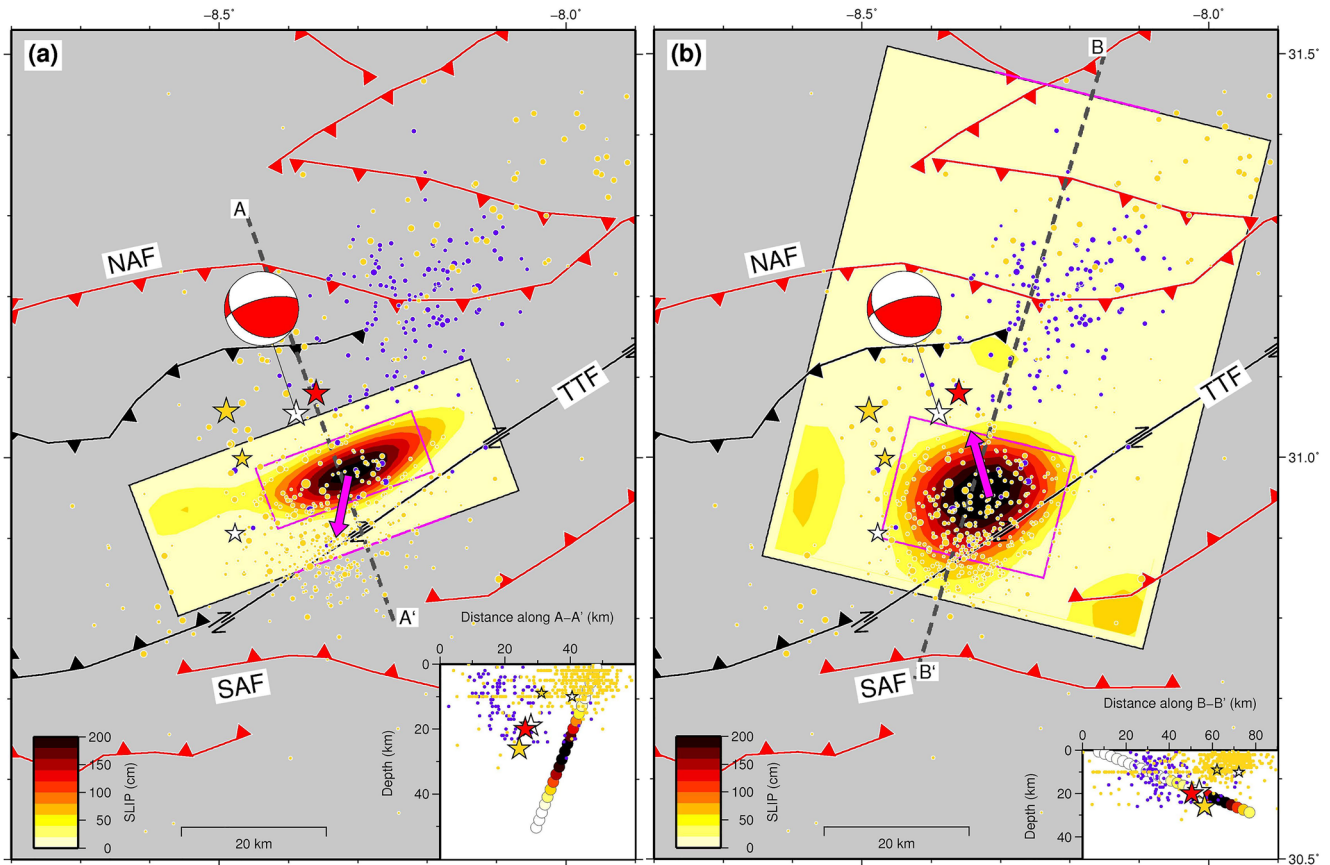 −8.5˚
−8.0˚
−8.5˚
−8.0˚
(a)
(b)
B
31.5˚
A
NAF
NAF
TTF
TTF
N
N
31.0˚
N
N
N
N
A‘
Distance along A–A’ (km)
0
20
40
SAF
SAF
B‘
Distance along B–B’ (km)
0
20
40
60
80
200
150
100
50
0
SLIP (cm)
0
20
40
Depth (km)
200
150
100
50
0
SLIP (cm)
0
20
40
Depth (km)
20 km
20 km
30.5˚